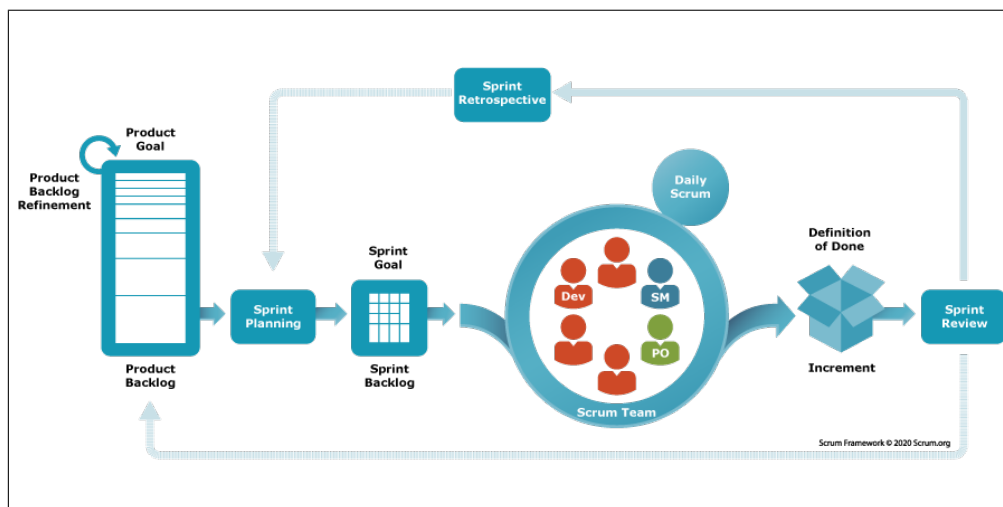 Sprint
Retrospective
Product
Goal
Product
Backlog
Refinement
Daily
Scrum
Definition
of Done
Sprint
Goal
Dev
SM
PO
Sprint
Planning
Sprint
Review
Product
Backlog
Sprint
Backlog
Increment
Scrum Team
Scrum Framework © 2020 Scrum.org